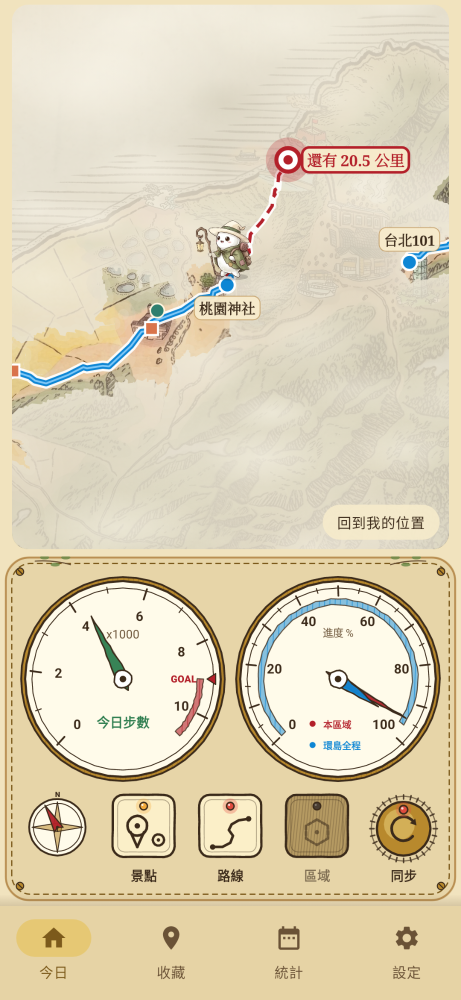 還有 20.5 公里
台北101
桃園神社
回到我的位置
4
6
x1000
2
8
GOAL
10
0
今日步數
40
60
進度 %
20
80
0
100
本區域
環島全程
N
景點
路線
區域
同步
今日
收藏
統計
設定